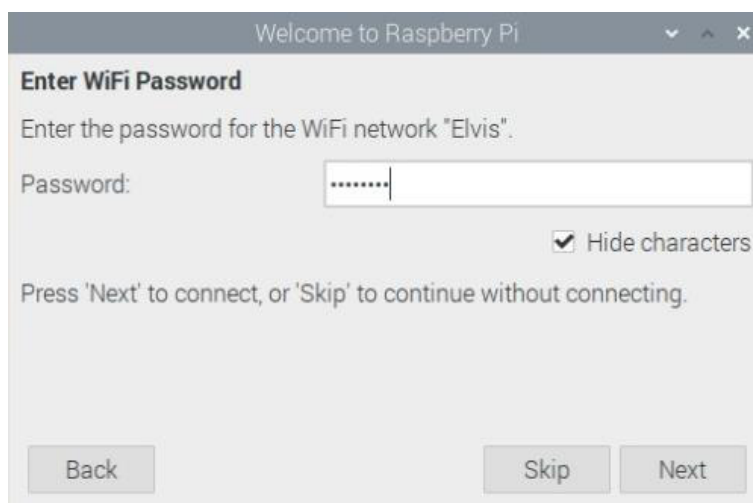 Welcome to Raspberry Pi
Enter WiFi Password
Enter the password for the WiFi network "Elvis".
Password: ••••••••
Hide characters
Press 'Next' to connect, or 'Skip' to continue without connecting.
Back Skip Next